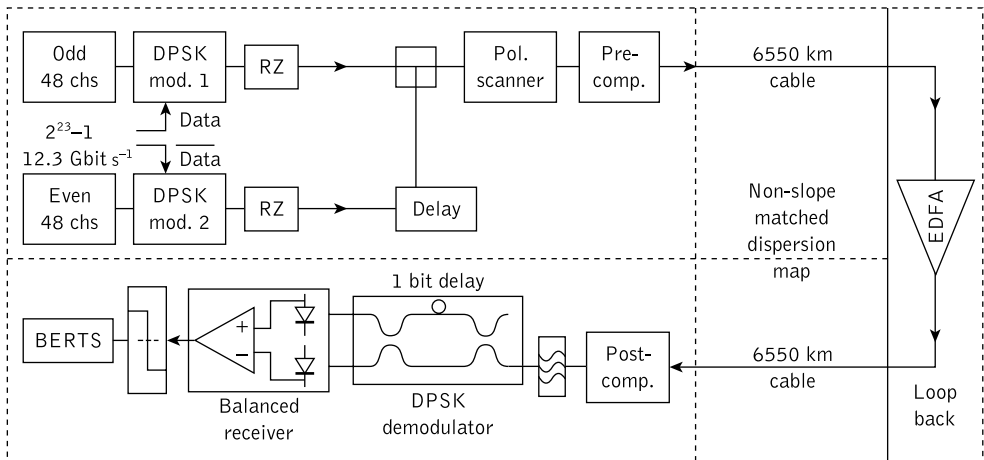 Odd
48 chs
DPSK
mod. 1
RZ
Pol.
scanner
Pre-
comp.
6550 km
cable
2²³–1
12.3 Gbit s⁻¹
Data
Data
Even
48 chs
DPSK
mod. 2
RZ
Delay
Non-slope
matched
dispersion
map
EDFA
1 bit delay
BERTS
+
–
Balanced
receiver
DPSK
demodulator
Post-
comp.
6550 km
cable
Loop
back